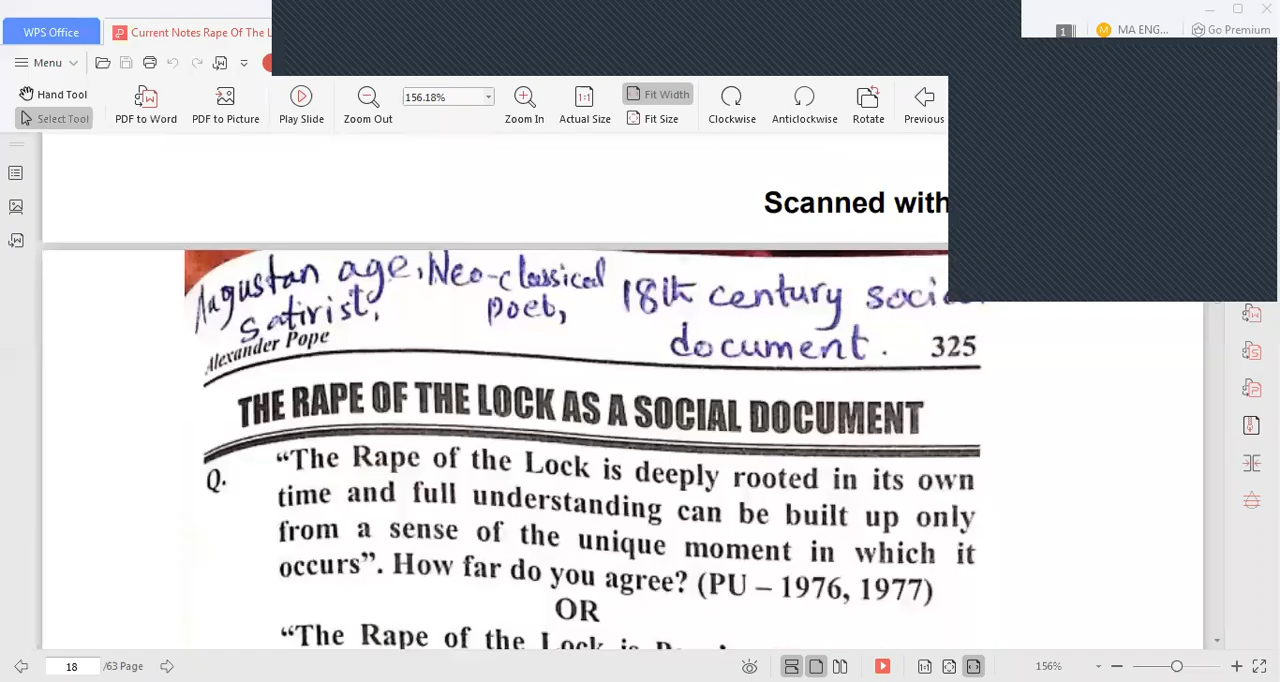 WPS Office
Current Notes Rape Of The L
1
MA ENG...
Go Premium
Menu
Hand Tool
Select Tool
PDF to Word
PDF to Picture
Play Slide
Zoom Out
156.18%
Zoom In
Actual Size
Fit Width
Fit Size
Clockwise
Anticlockwise
Rotate
Previous
Scanned with
Augustan age, Neo-classical
Satirist, Poet,
18th century soci
document.
Alexander Pope
325
THE RAPE OF THE LOCK AS A SOCIAL DOCUMENT
Q. “The Rape of the Lock is deeply rooted in its own
time and full understanding can be built up only
from a sense of the unique moment in which it
occurs”. How far do you agree? (PU – 1976, 1977)
OR
“The Rape of the Lock is
18 /63 Page
156%